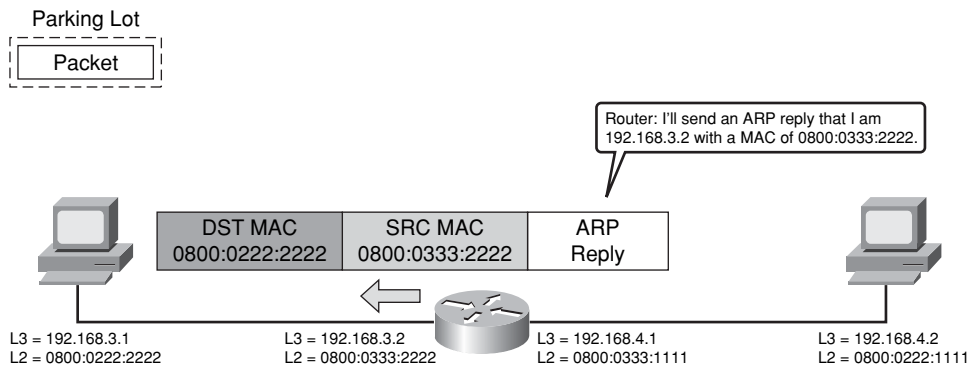 Parking Lot
Packet
Router: I'll send an ARP reply that I am
192.168.3.2 with a MAC of 0800:0333:2222.
DST MAC
0800:0222:2222
SRC MAC
0800:0333:2222
ARP
Reply
L3 = 192.168.3.1
L2 = 0800:0222:2222
L3 = 192.168.3.2
L2 = 0800:0333:2222
L3 = 192.168.4.1
L2 = 0800:0333:1111
L3 = 192.168.4.2
L2 = 0800:0222:1111